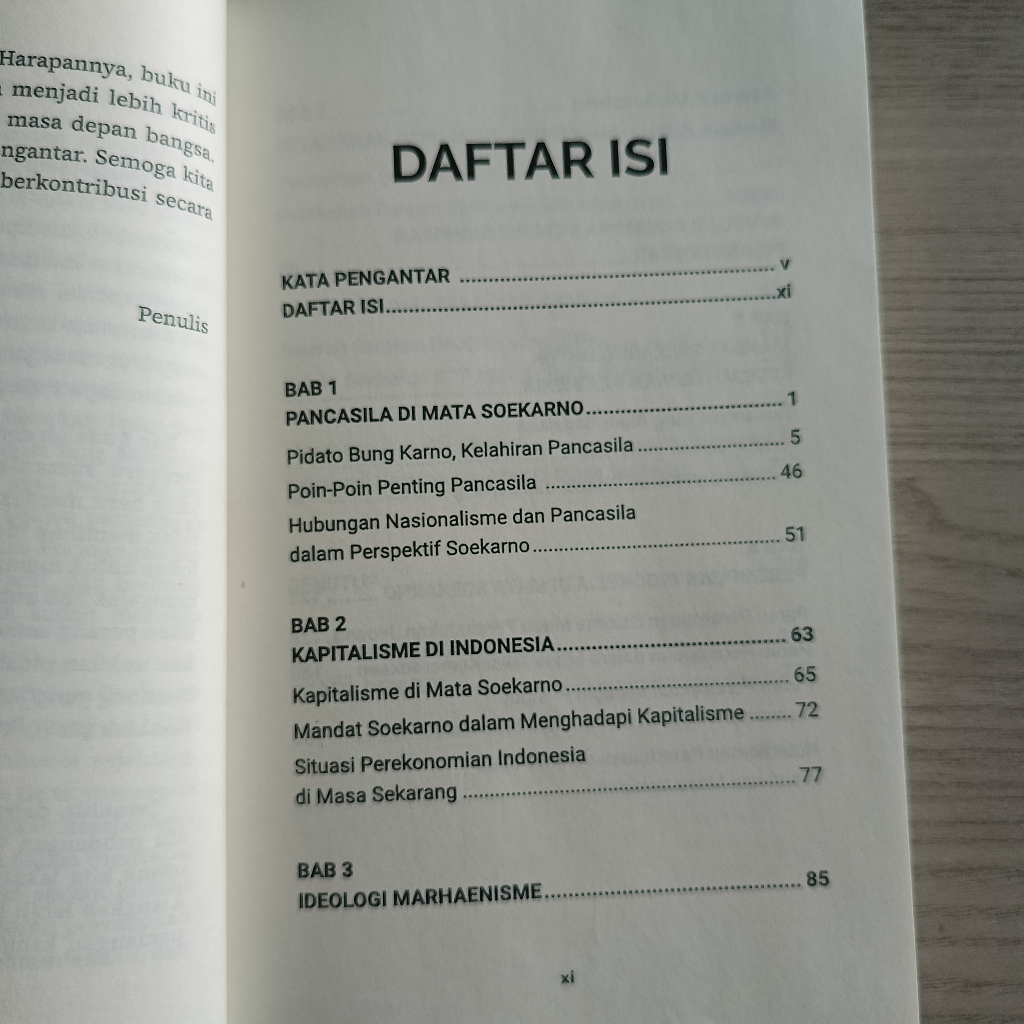 Harapannya, buku ini
menjadi lebih kritis
masa depan bangsa.
ngantar. Semoga kita
berkontribusi secara
Penulis
DAFTAR ISI
KATA PENGANTAR .......... v
DAFTAR ISI .......... xi
BAB 1
PANCASILA DI MATA SOEKARNO .......... 1
Pidato Bung Karno, Kelahiran Pancasila .......... 5
Poin-Poin Penting Pancasila .......... 46
Hubungan Nasionalisme dan Pancasila
dalam Perspektif Soekarno .......... 51
BAB 2
KAPITALISME DI INDONESIA .......... 63
Kapitalisme di Mata Soekarno .......... 65
Mandat Soekarno dalam Menghadapi Kapitalisme ........ 72
Situasi Perekonomian Indonesia
di Masa Sekarang .......... 77
BAB 3
IDEOLOGI MARHAENISME .......... 85
xi